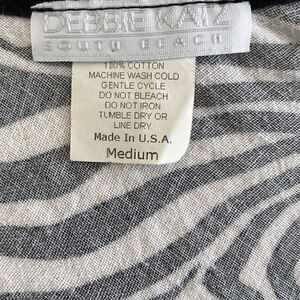 DEBBIE KATZ
SOUTH BEACH
100% COTTON
MACHINE WASH COLD
GENTLE CYCLE
DO NOT BLEACH
DO NOT IRON
TUMBLE DRY OR
LINE DRY
Made In U.S.A.
Medium